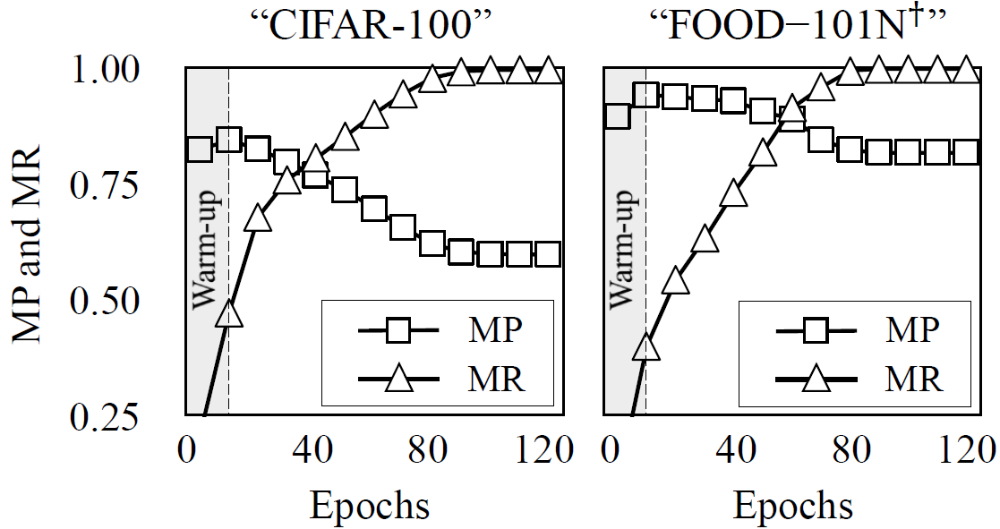 “CIFAR-100”
“FOOD−101N†”
MP and MR
1.00
0.75
0.50
0.25
Warm-up
MP
MR
0 40 80 120
Epochs
Warm-up
MP
MR
0 40 80 120
Epochs